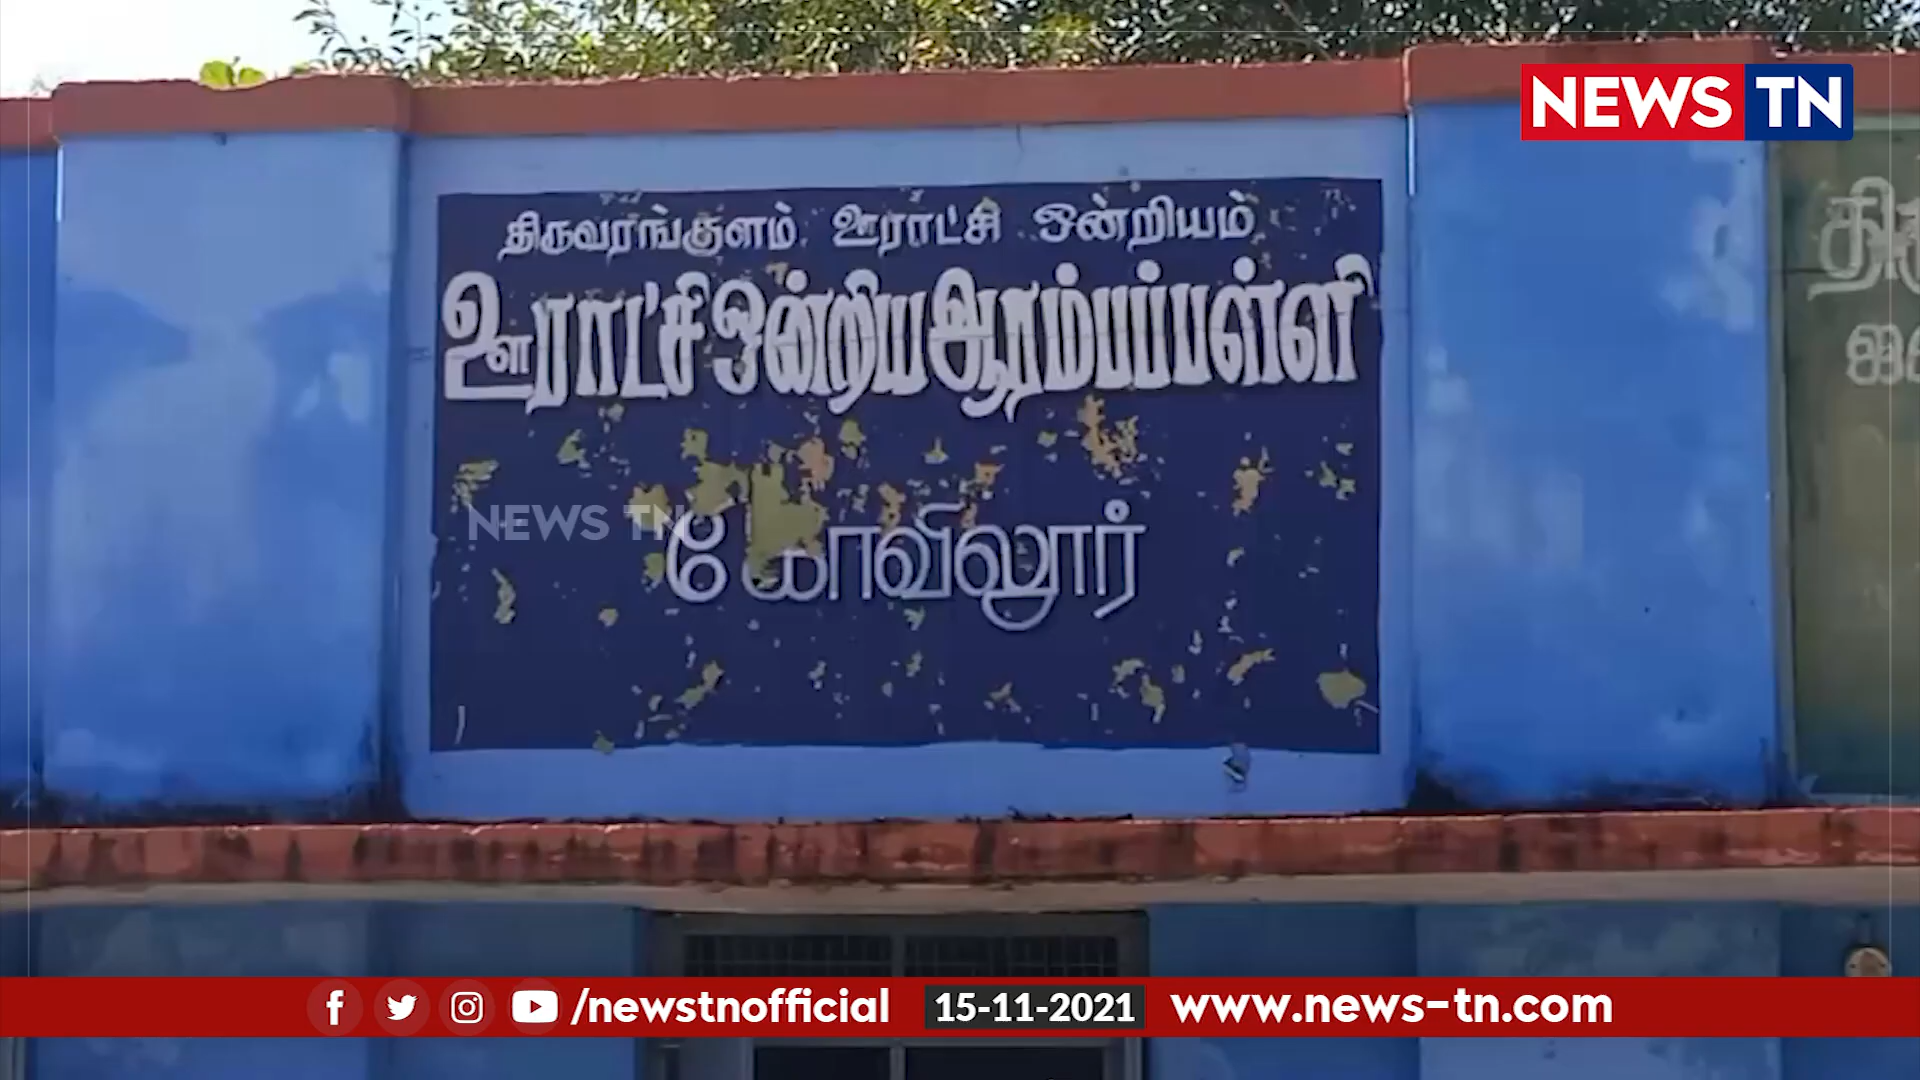 NEWS TN
திருவரங்குளம் ஊராட்சி ஒன்றியம்
ஊராட்சி ஒன்றிய ஆரம்பப்பள்ளி
NEWS TN
கோவிலூர்
/newstnofficial 15-11-2021 www.news-tn.com